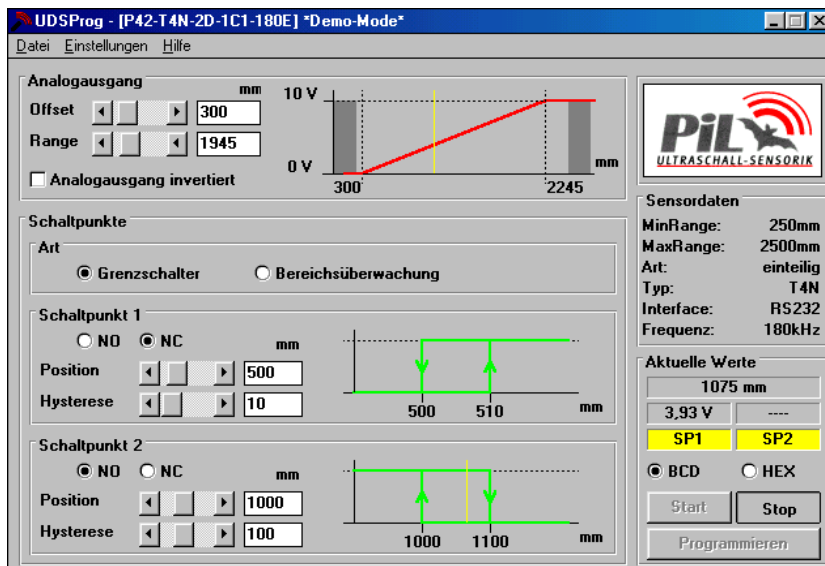 UDSProg - [P42-T4N-2D-1C1-180E] *Demo-Mode*
Datei Einstellungen Hilfe
Analogausgang
mm
Offset 300
Range 1945
Analogausgang invertiert
10 V
0 V
mm
300 2245
PiL
ULTRASCHALL-SENSORIK
Schaltpunkte
Art
Grenzschalter Bereichsüberwachung
Schaltpunkt 1
NO NC mm
Position 500
Hysterese 10
500 510 mm
Schaltpunkt 2
NO NC mm
Position 1000
Hysterese 100
1000 1100 mm
Sensordaten
MinRange: 250mm
MaxRange: 2500mm
Art: einteilig
Typ: T4N
Interface: RS232
Frequenz: 180kHz
Aktuelle Werte
1075 mm
3,93 V ----
SP1 SP2
BCD HEX
Start Stop
Programmieren